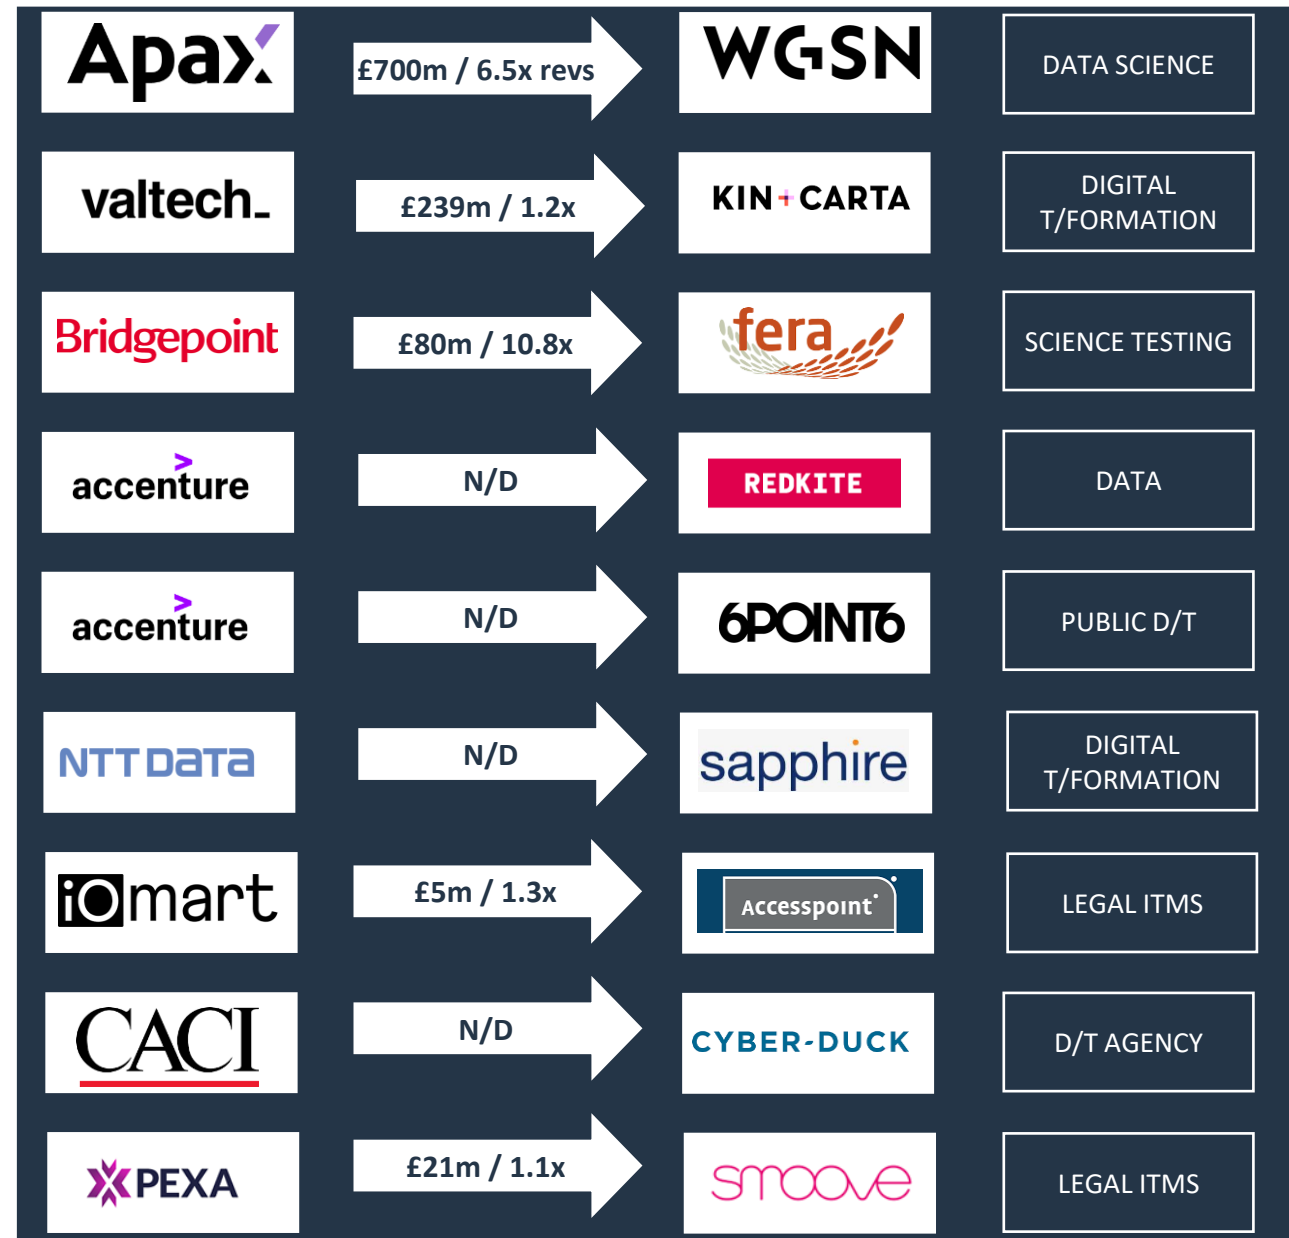 Apax
£700m / 6.5x revs
WGSN
DATA SCIENCE
valtech_
£239m / 1.2x
KIN+CARTA
DIGITAL
T/FORMATION
Bridgepoint
£80m / 10.8x
fera
SCIENCE TESTING
accenture
N/D
REDKITE
DATA
accenture
N/D
6POINT6
PUBLIC D/T
NTT DATA
N/D
sapphire
DIGITAL
T/FORMATION
iomart
£5m / 1.3x
Accesspoint
LEGAL ITMS
CACI
N/D
CYBER-DUCK
D/T AGENCY
PEXA
£21m / 1.1x
smoove
LEGAL ITMS